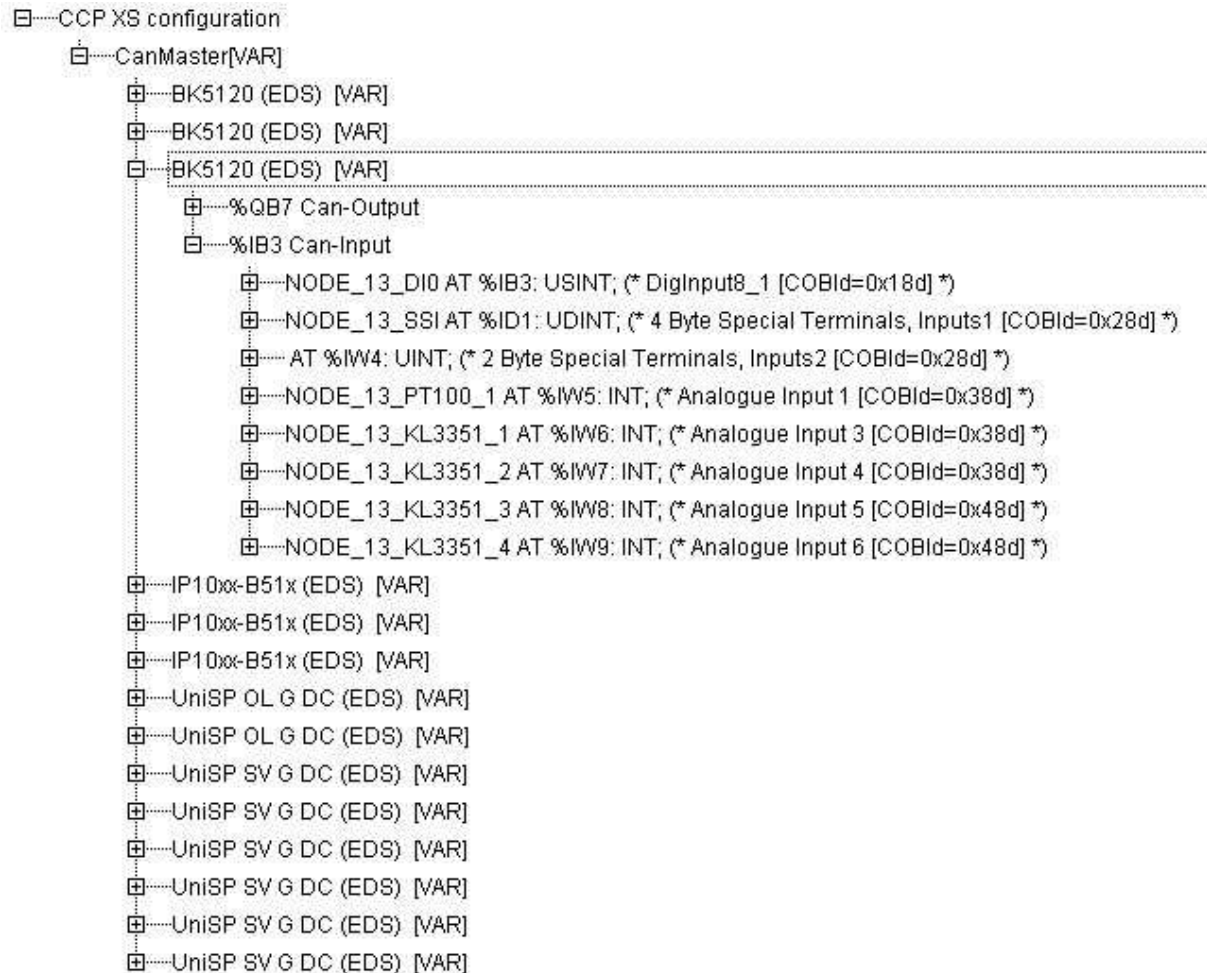 CCP XS configuration
CanMaster[VAR]
BK5120 (EDS) [VAR]
BK5120 (EDS) [VAR]
BK5120 (EDS) [VAR]
%QB7 Can-Output
%IB3 Can-Input
NODE_13_DI0 AT %IB3: USINT; (* DigInput8_1 [COBId=0x18d] *)
NODE_13_SSI AT %ID1: UDINT; (* 4 Byte Special Terminals, Inputs1 [COBId=0x28d] *)
AT %IW4: UINT; (* 2 Byte Special Terminals, Inputs2 [COBId=0x28d] *)
NODE_13_PT100_1 AT %IW5: INT; (* Analogue Input 1 [COBId=0x38d] *)
NODE_13_KL3351_1 AT %IW6: INT; (* Analogue Input 3 [COBId=0x38d] *)
NODE_13_KL3351_2 AT %IW7: INT; (* Analogue Input 4 [COBId=0x38d] *)
NODE_13_KL3351_3 AT %IW8: INT; (* Analogue Input 5 [COBId=0x48d] *)
NODE_13_KL3351_4 AT %IW9: INT; (* Analogue Input 6 [COBId=0x48d] *)
IP10xx-B51x (EDS) [VAR]
IP10xx-B51x (EDS) [VAR]
IP10xx-B51x (EDS) [VAR]
UniSP OL G DC (EDS) [VAR]
UniSP OL G DC (EDS) [VAR]
UniSP SV G DC (EDS) [VAR]
UniSP SV G DC (EDS) [VAR]
UniSP SV G DC (EDS) [VAR]
UniSP SV G DC (EDS) [VAR]
UniSP SV G DC (EDS) [VAR]
UniSP SV G DC (EDS) [VAR]